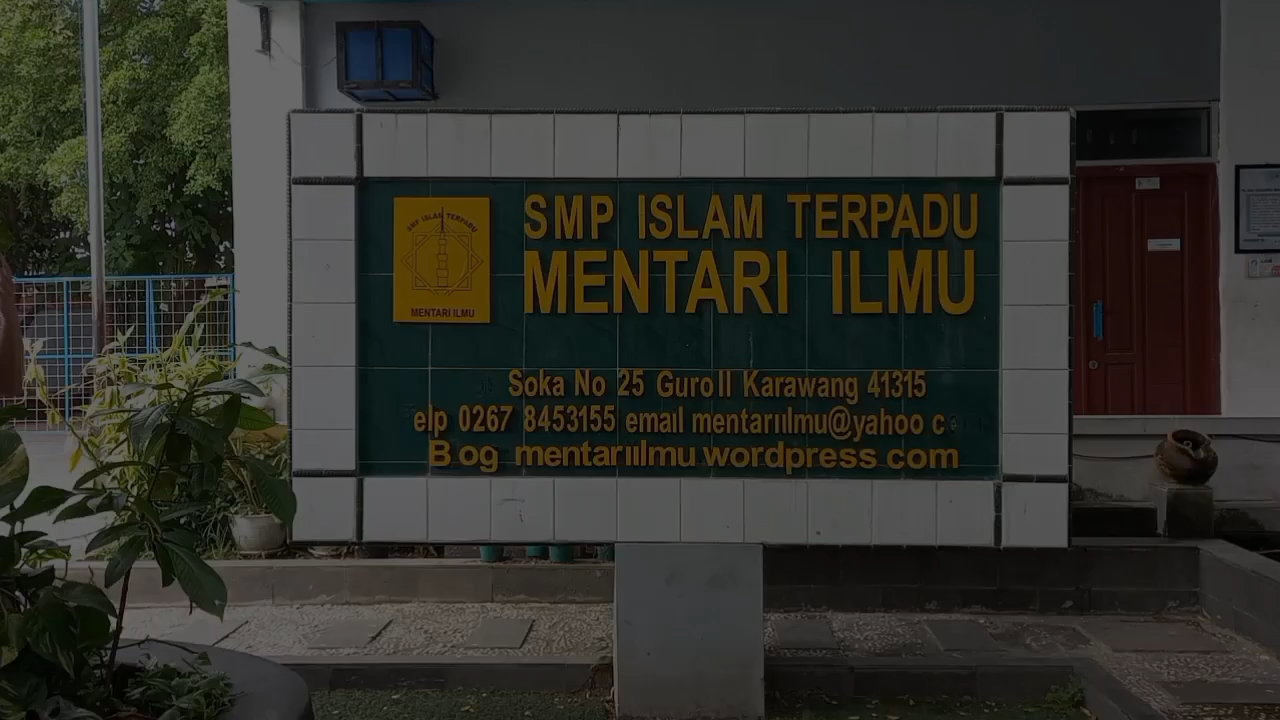 SMP ISLAM TERPADU
MENTARI ILMU
SMP ISLAM TERPADU
MENTARI ILMU
Soka No 25 Guro II Karawang 41315
elp 0267 8453155 email mentariilmu@yahoo c
B og mentariilmu wordpress com